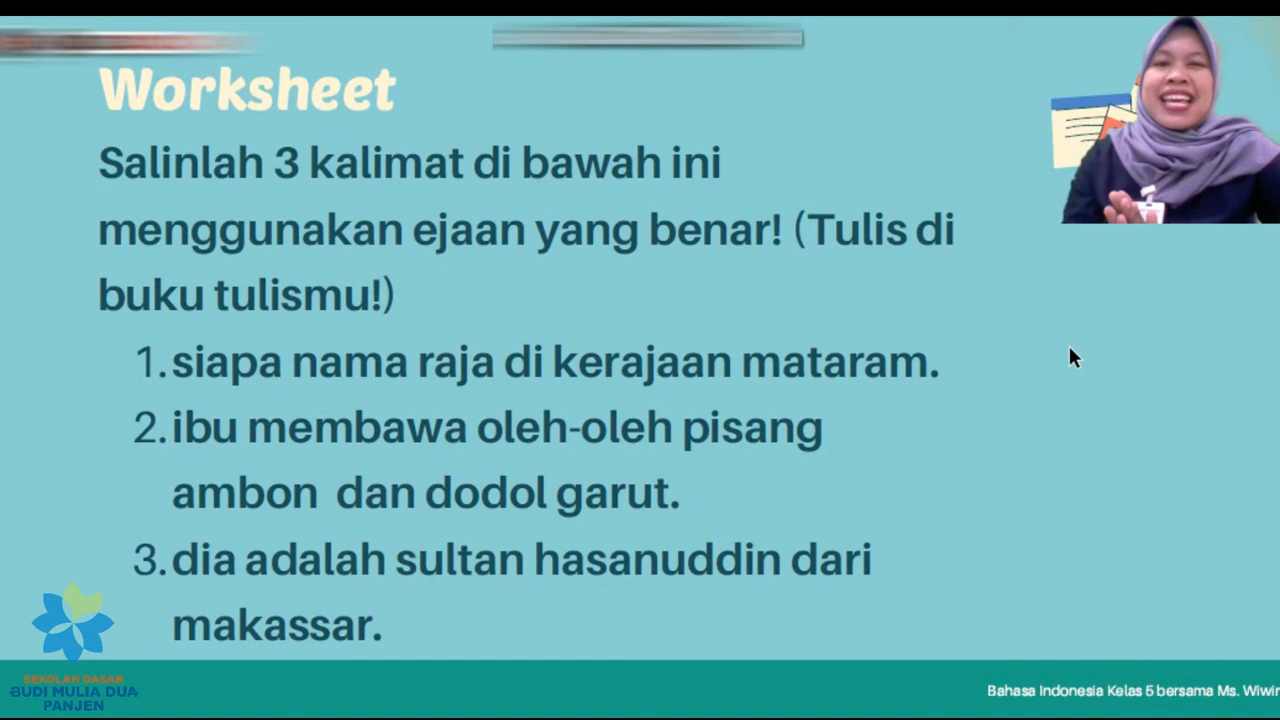 Worksheet
Salinlah 3 kalimat di bawah ini
menggunakan ejaan yang benar! (Tulis di
buku tulismu!)
1. siapa nama raja di kerajaan mataram.
2. ibu membawa oleh-oleh pisang
ambon  dan dodol garut.
3. dia adalah sultan hasanuddin dari
makassar.
SEKOLAH DASAR
BUDI MULIA DUA
PANJEN
Bahasa Indonesia Kelas 5 bersama Ms. Wiwin